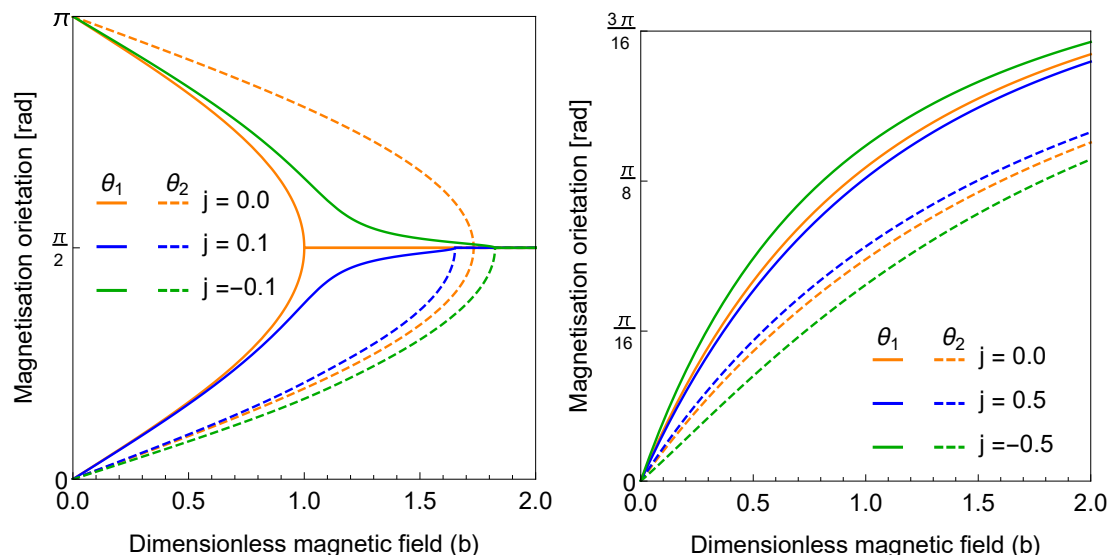 π
π
2
0
0.0 0.5 1.0 1.5 2.0
Magnetisation orietation [rad]
Dimensionless magnetic field (b)
θ1 θ2
j = 0.0
j = 0.1
j =−0.1
3 π
16
π
8
π
16
0
0.0 0.5 1.0 1.5 2.0
Magnetisation orietation [rad]
Dimensionless magnetic field (b)
θ1 θ2
j = 0.0
j = 0.5
j =−0.5